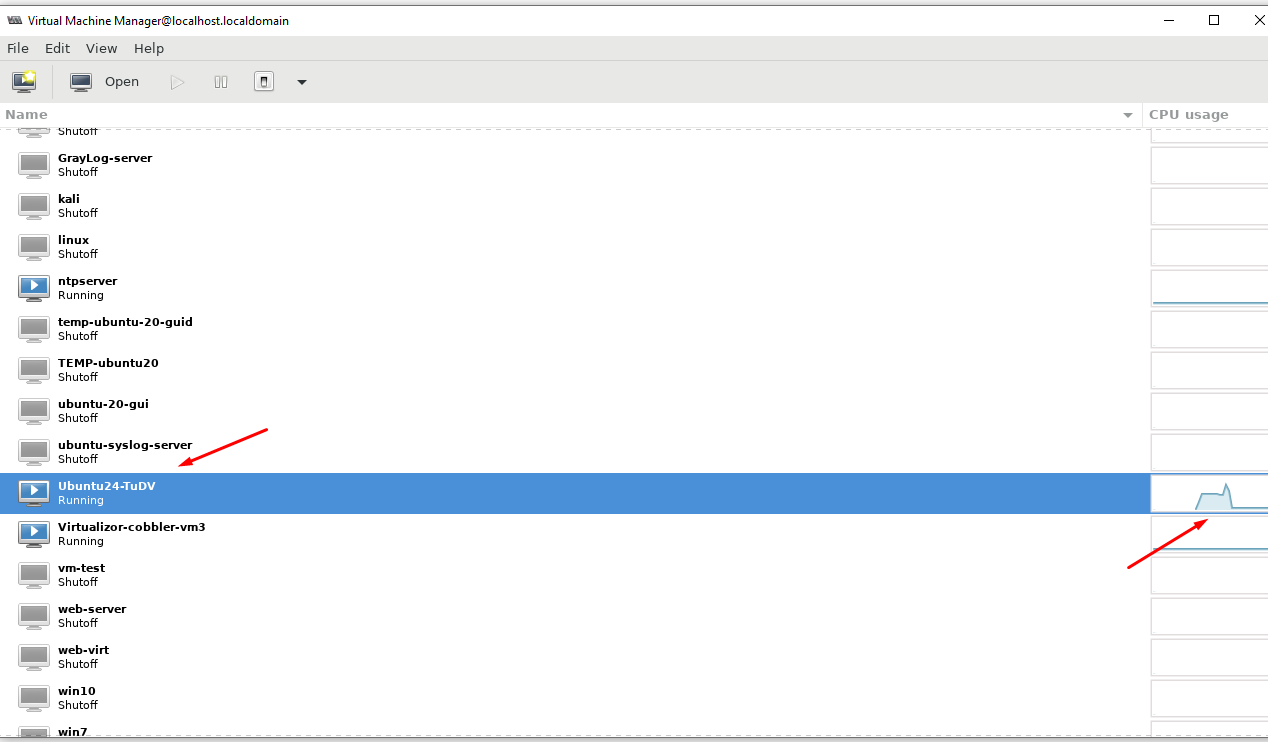 Virtual Machine Manager@localhost.localdomain
File Edit View Help
Open
Name CPU usage
Shutoff
GrayLog-server
Shutoff
kali
Shutoff
linux
Shutoff
ntpserver
Running
temp-ubuntu-20-guid
Shutoff
TEMP-ubuntu20
Shutoff
ubuntu-20-gui
Shutoff
ubuntu-syslog-server
Shutoff
Ubuntu24-TuDV
Running
Virtualizor-cobbler-vm3
Running
vm-test
Shutoff
web-server
Shutoff
web-virt
Shutoff
win10
Shutoff
win7